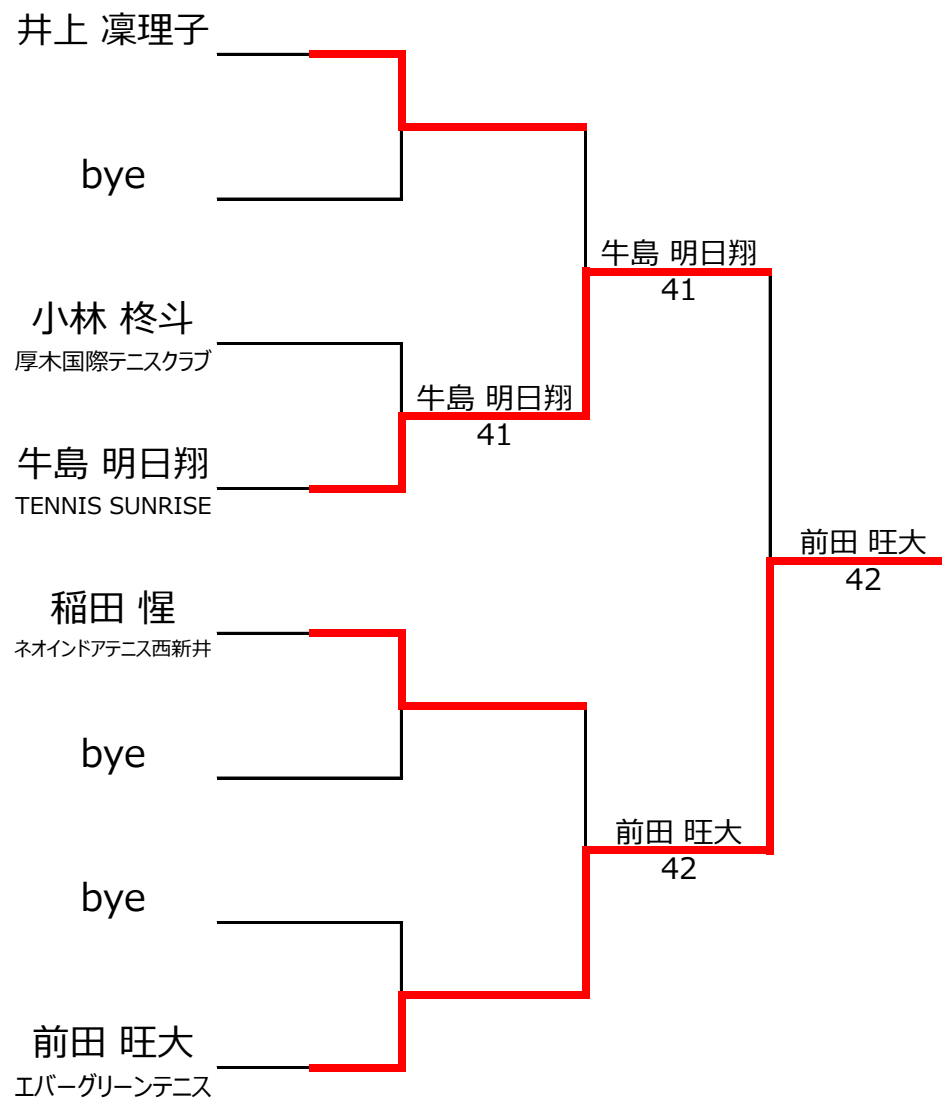 井上 凜理子
bye
小林 柊斗
厚木国際テニスクラブ
牛島 明日翔
TENNIS SUNRISE
稲田 惺
ネオインドアテニス西新井
bye
bye
前田 旺大
エバーグリーンテニス
牛島 明日翔
41
牛島 明日翔
41
前田 旺大
42
前田 旺大
42